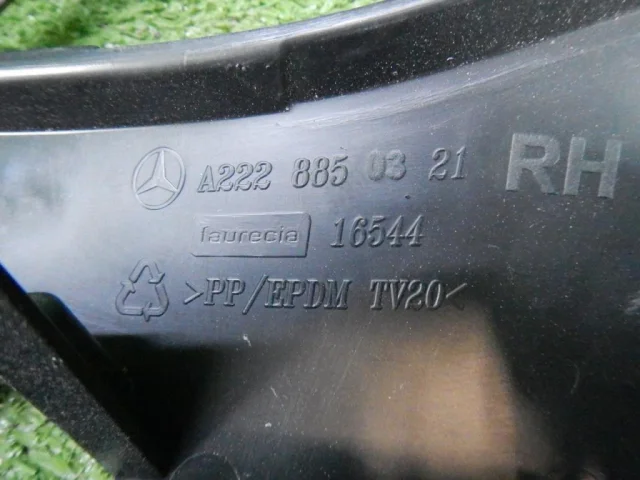 A222 885 03 21 RH
faurecia 16544
>PP/EPDM TV20<